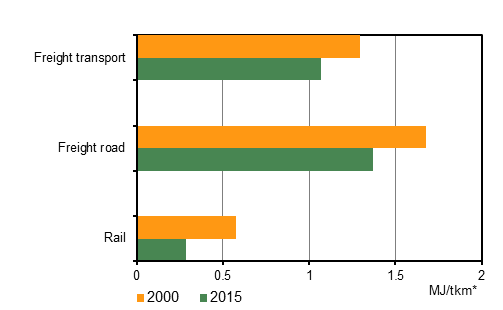 Freight transport
Freight road
Rail
0 0.5 1 1.5 2
MJ/tkm*
2000 2015